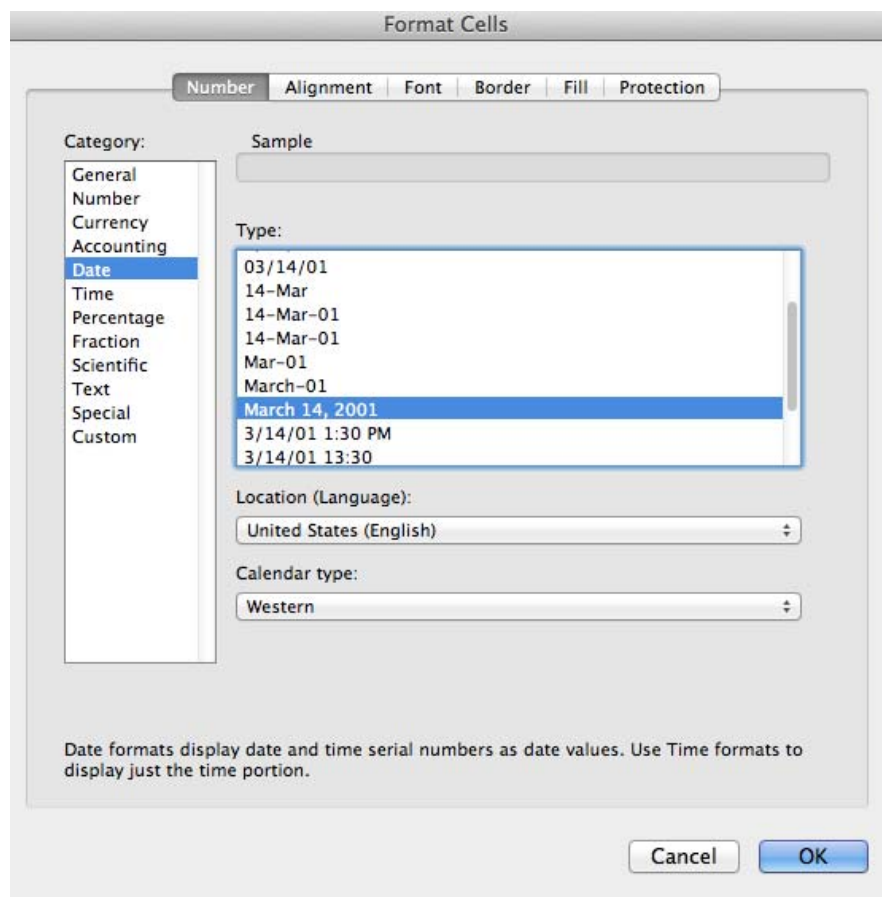 Format Cells
Number Alignment Font Border Fill Protection
Category:
General
Number
Currency
Accounting
Date
Time
Percentage
Fraction
Scientific
Text
Special
Custom
Sample
Type:
03/14/01
14-Mar
14-Mar-01
14-Mar-01
Mar-01
March-01
March 14, 2001
3/14/01 1:30 PM
3/14/01 13:30
Location (Language):
United States (English)
Calendar type:
Western
Date formats display date and time serial numbers as date values. Use Time formats to
display just the time portion.
Cancel OK